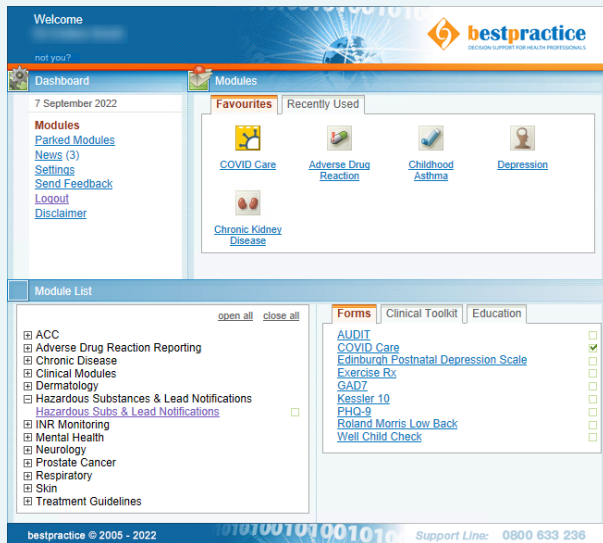 Welcome
not you?
bestpractice
DECISION SUPPORT FOR HEALTH PROFESSIONALS
Dashboard
Modules
7 September 2022
Modules
Parked Modules
News (3)
Settings
Send Feedback
Logout
Disclaimer
Favourites
Recently Used
COVID Care
Adverse Drug
Reaction
Childhood
Asthma
Depression
Chronic Kidney
Disease
Module List
open all close all
ACC
Adverse Drug Reaction Reporting
Chronic Disease
Clinical Modules
Dermatology
Hazardous Substances & Lead Notifications
Hazardous Subs & Lead Notifications
INR Monitoring
Mental Health
Neurology
Prostate Cancer
Respiratory
Skin
Treatment Guidelines
Forms
Clinical Toolkit
Education
AUDIT
COVID Care
Edinburgh Postnatal Depression Scale
Exercise Rx
GAD7
Kessler 10
PHQ-9
Roland Morris Low Back
Well Child Check
bestpractice © 2005 - 2022
Support Line: 0800 633 236